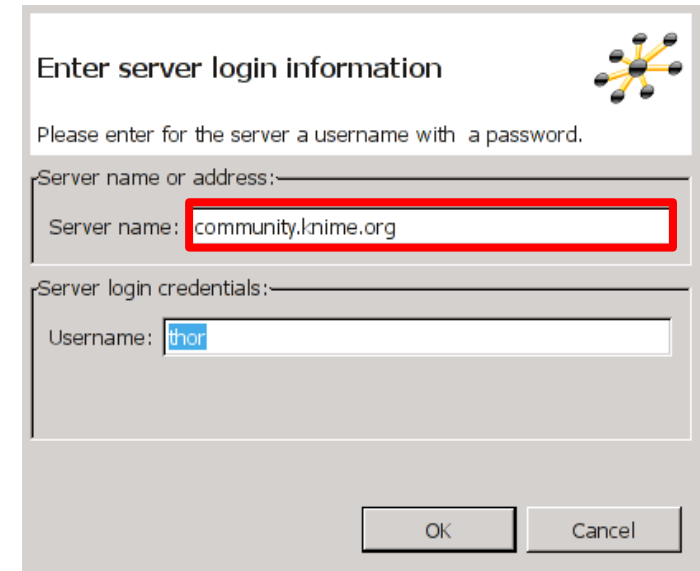 Enter server login information
Please enter for the server a username with  a password.
Server name or address:
Server name: community.knime.org
Server login credentials:
Username: thor
OK Cancel